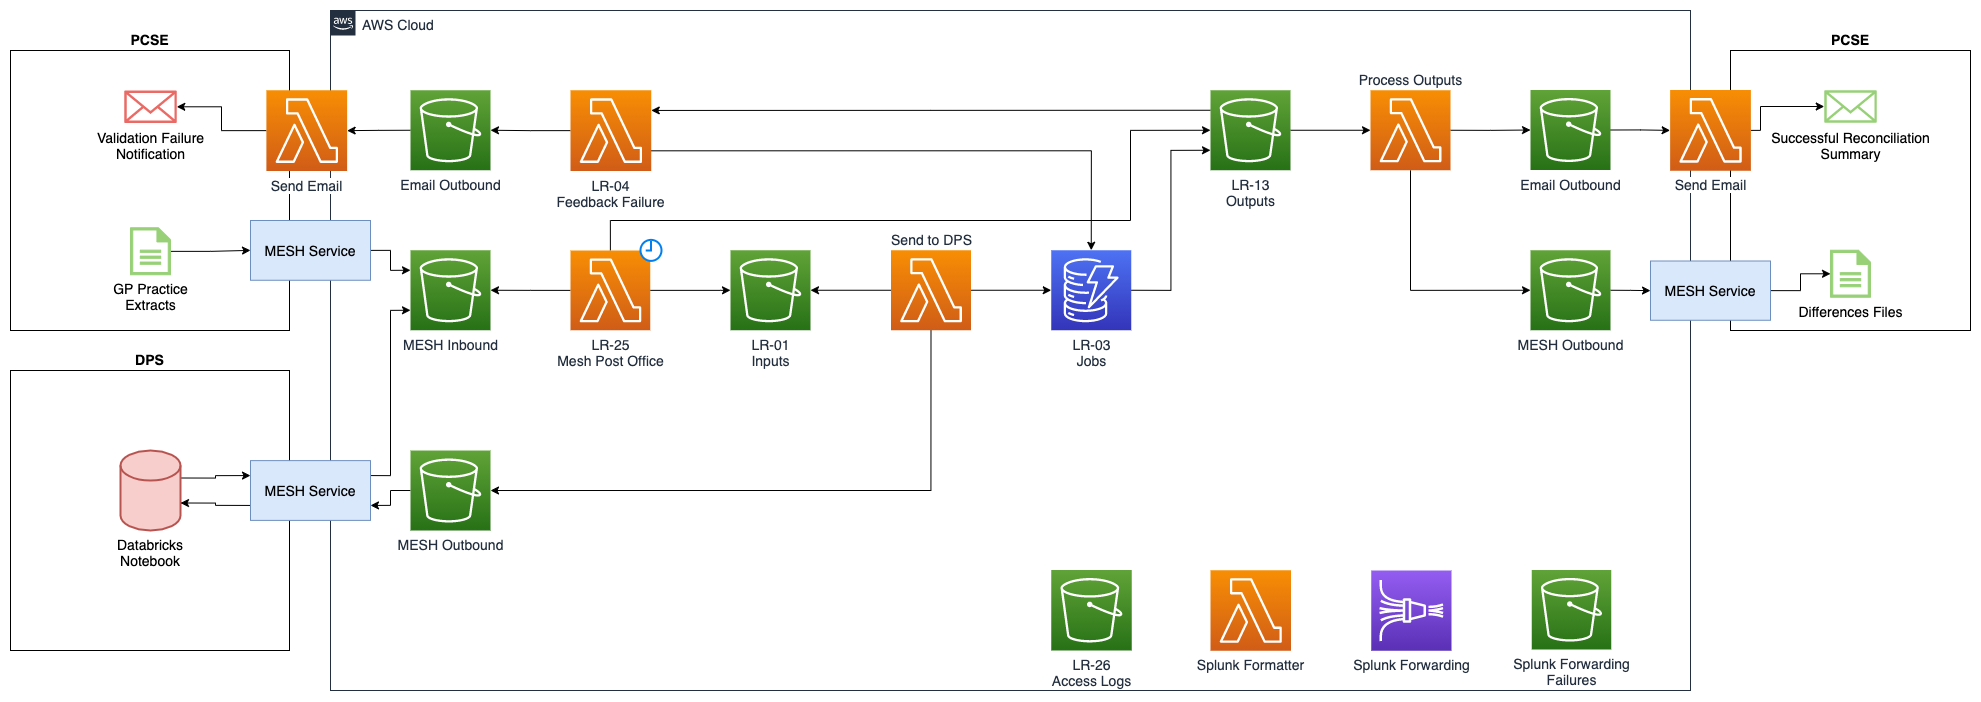 PCSE
aws
AWS Cloud
PCSE
Validation Failure
Notification
Send Email
Email Outbound
LR-04
Feedback Failure
LR-13
Outputs
Process Outputs
Email Outbound
Send Email
Successful Reconciliation
Summary
GP Practice
Extracts
MESH Service
MESH Inbound
LR-25
Mesh Post Office
LR-01
Inputs
Send to DPS
LR-03
Jobs
MESH Outbound
MESH Service
Differences Files
DPS
Databricks
Notebook
MESH Service
MESH Outbound
LR-26
Access Logs
Splunk Formatter
Splunk Forwarding
Splunk Forwarding
Failures